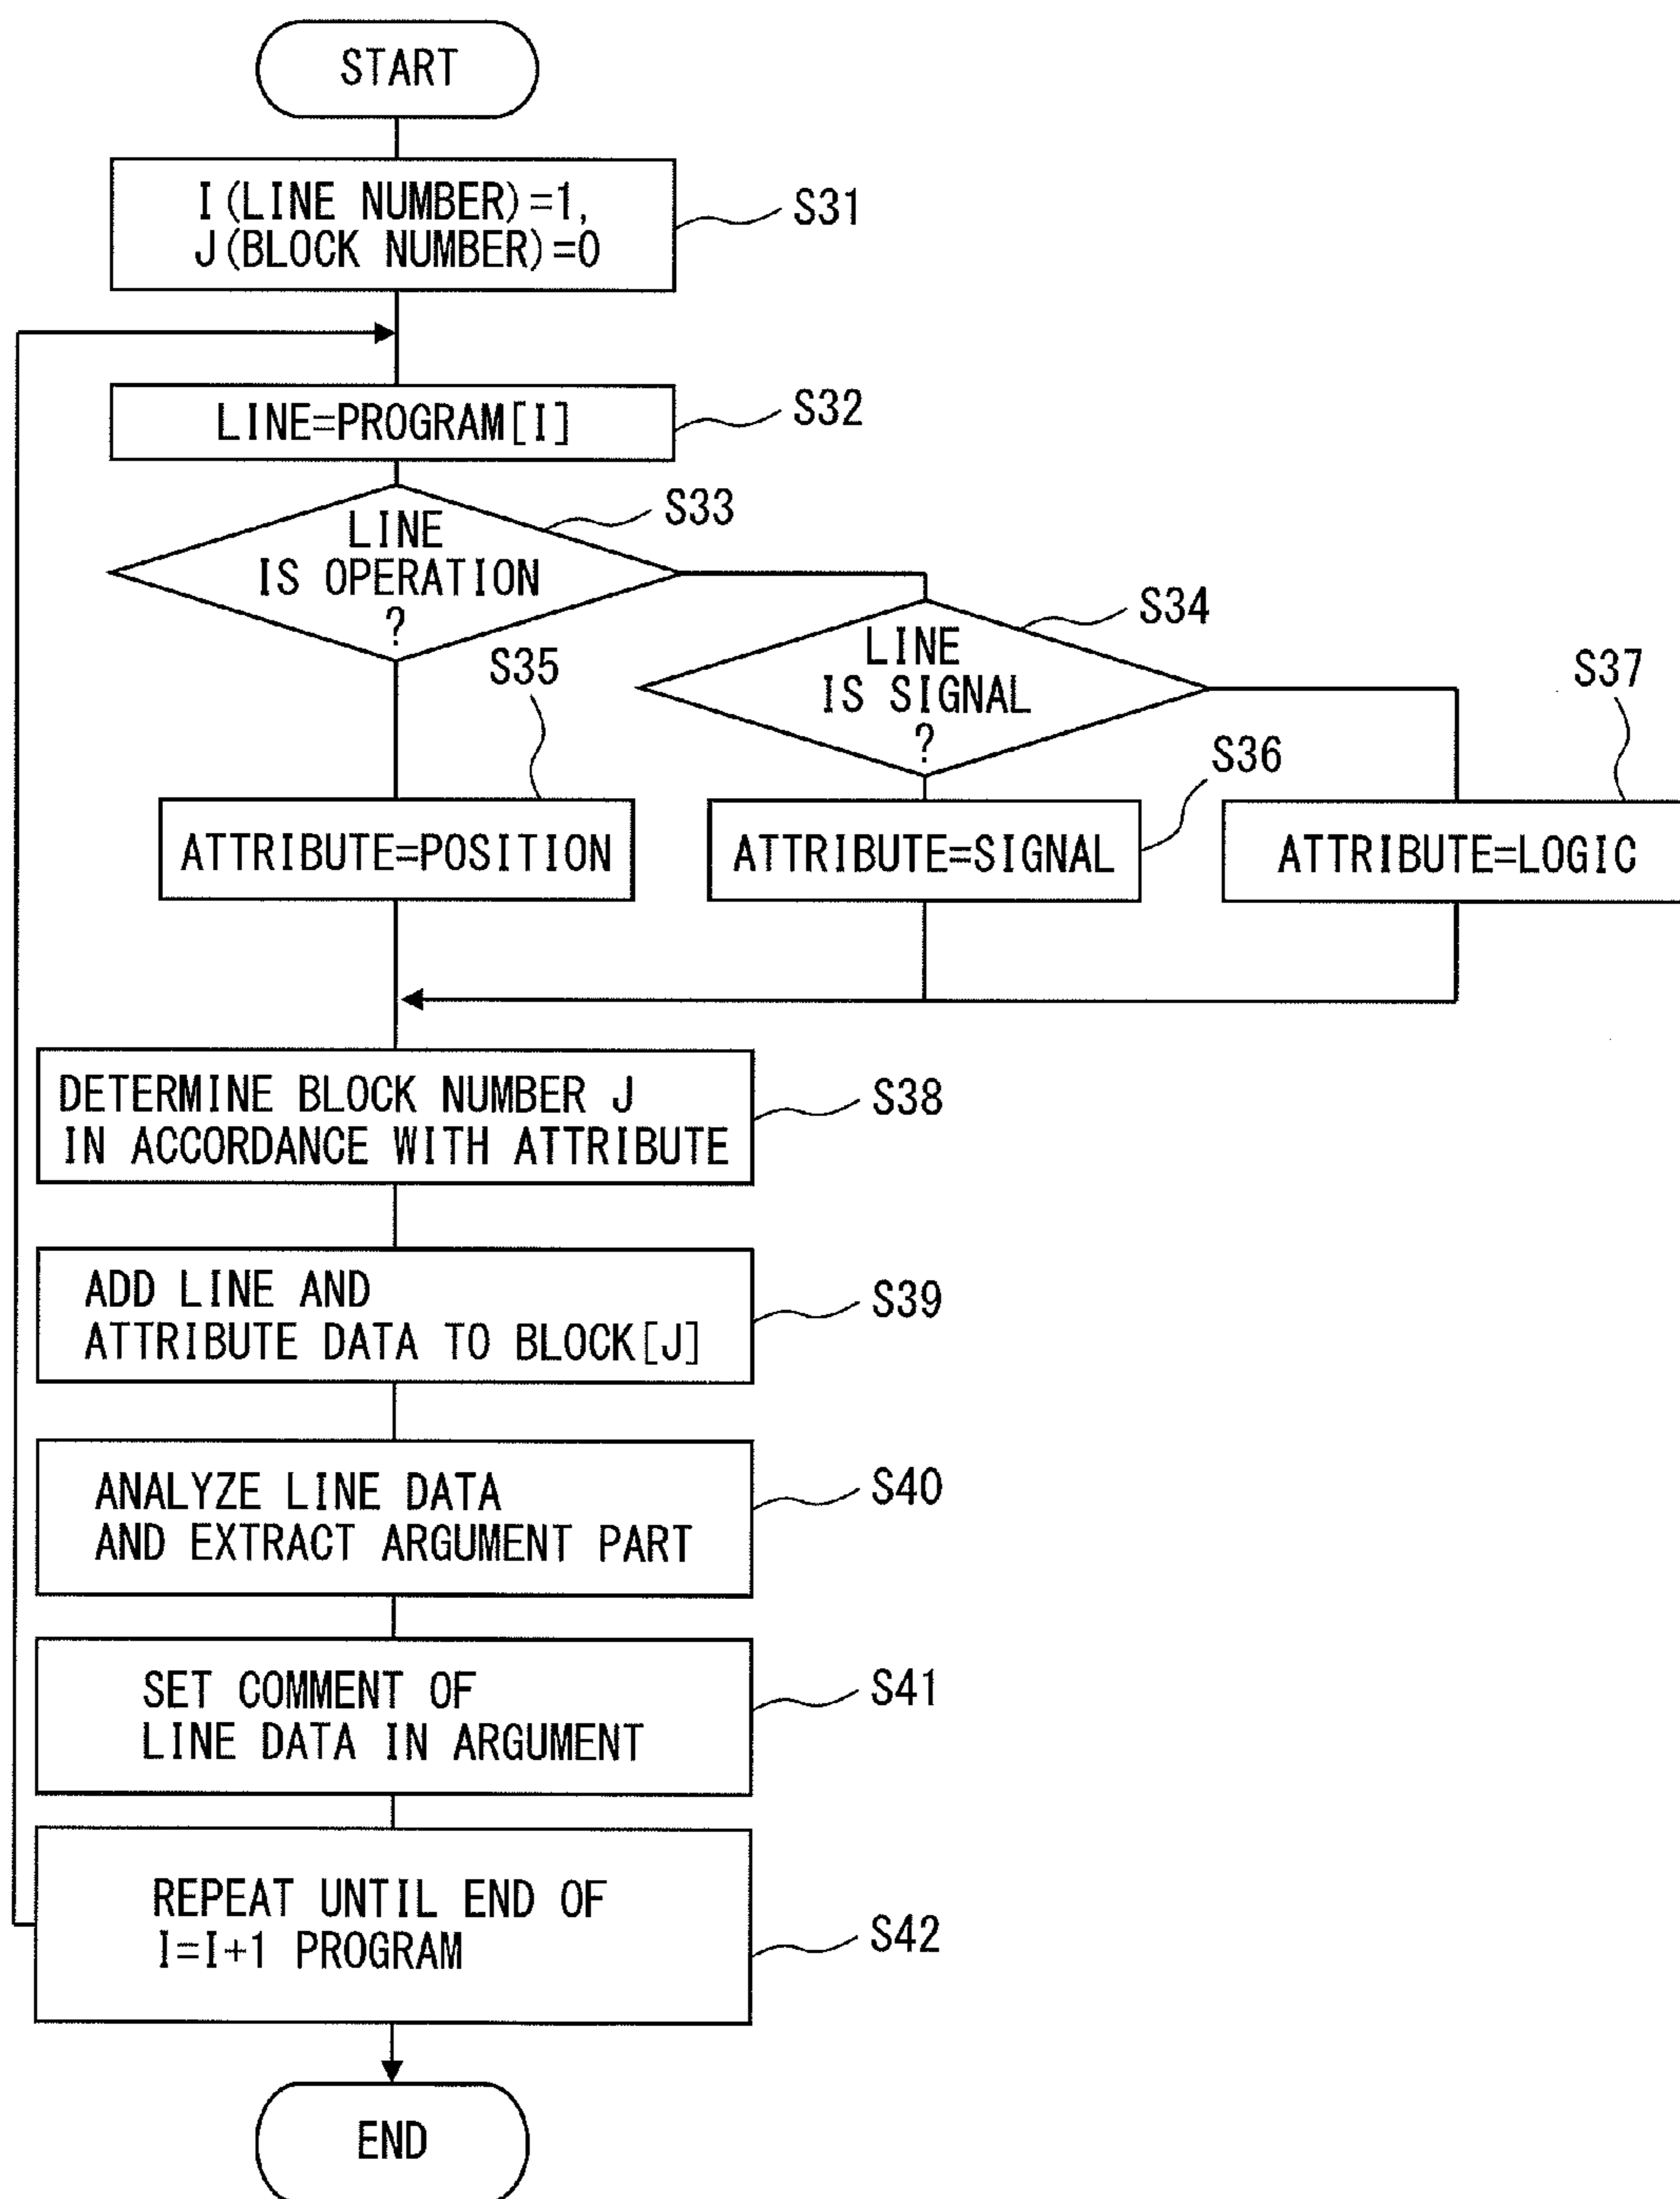 START
I(LINE NUMBER)=1,
J(BLOCK NUMBER)=0
S31
LINE=PROGRAM[I]
S32
LINE
IS OPERATION
?
S33
LINE
IS SIGNAL
?
S34
S35
ATTRIBUTE=POSITION
S36
ATTRIBUTE=SIGNAL
S37
ATTRIBUTE=LOGIC
DETERMINE BLOCK NUMBER J
IN ACCORDANCE WITH ATTRIBUTE
S38
ADD LINE AND
ATTRIBUTE DATA TO BLOCK[J]
S39
ANALYZE LINE DATA
AND EXTRACT ARGUMENT PART
S40
SET COMMENT OF
LINE DATA IN ARGUMENT
S41
REPEAT UNTIL END OF
I=I+1 PROGRAM
S42
END